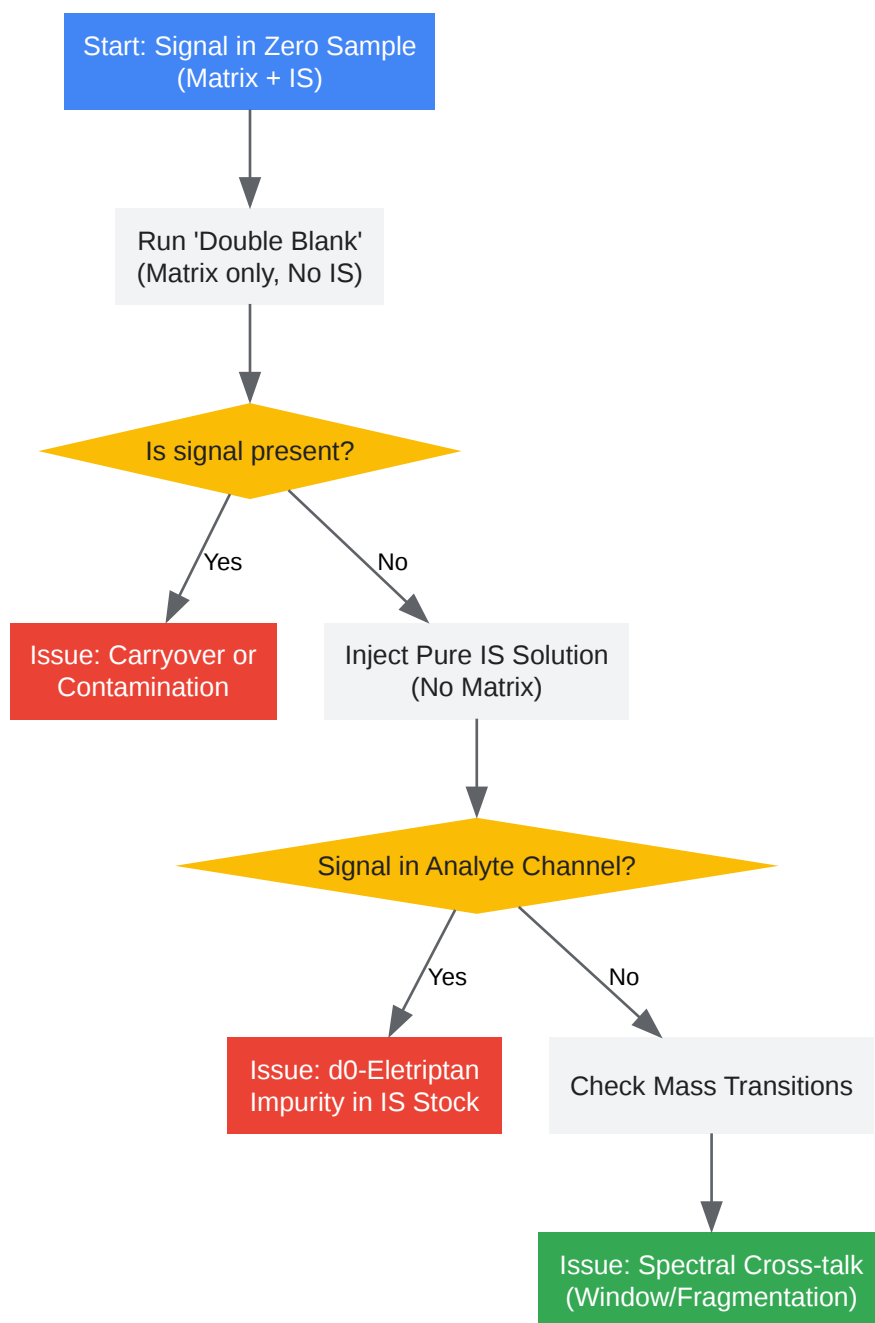 Start: Signal in Zero Sample
(Matrix + IS)
Run 'Double Blank'
(Matrix only, No IS)
Is signal present?
Yes
No
Issue: Carryover or
Contamination
Inject Pure IS Solution
(No Matrix)
Signal in Analyte Channel?
Yes
No
Issue: d0-Eletriptan
Impurity in IS Stock
Check Mass Transitions
Issue: Spectral Cross-talk
(Window/Fragmentation)